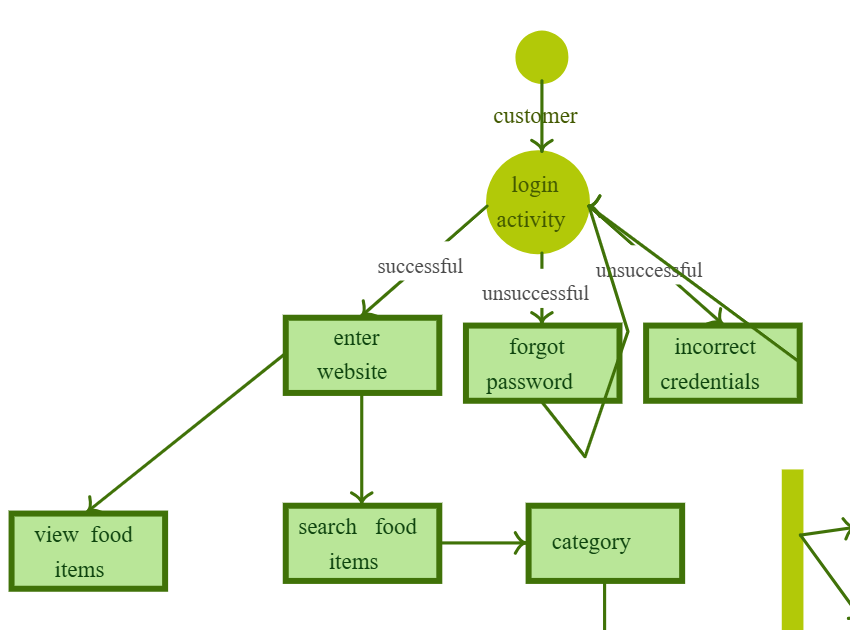 customer
login
activity
successful
unsuccessful
unsuccessful
enter
website
forgot
password
incorrect
credentials
view food
items
search food
items
category